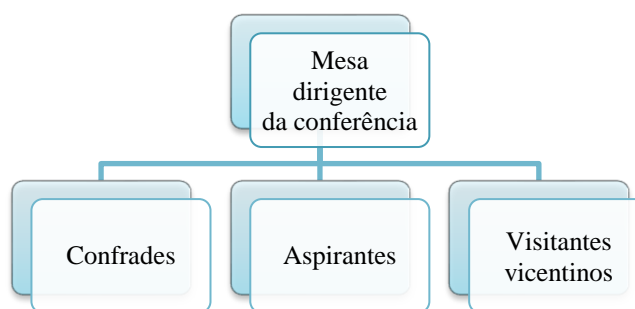 Mesa
dirigente
da conferência
Confrades
Aspirantes
Visitantes
vicentinos